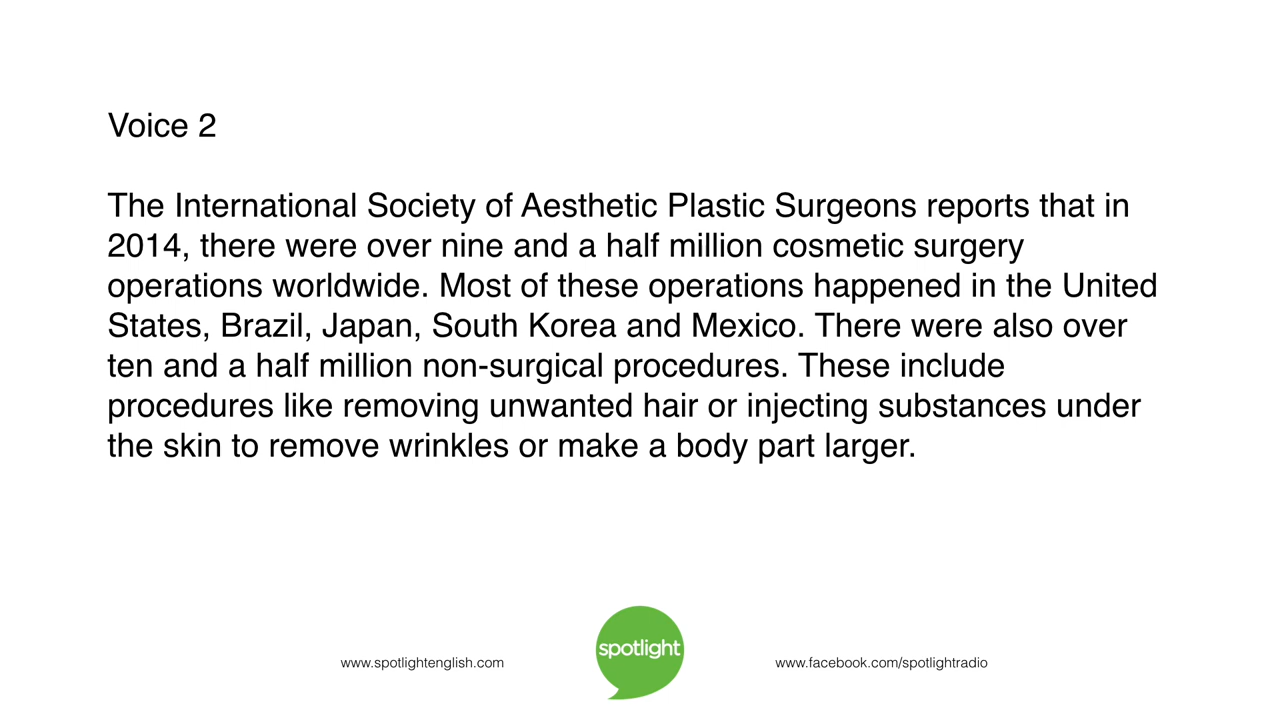 Voice 2
The International Society of Aesthetic Plastic Surgeons reports that in
2014, there were over nine and a half million cosmetic surgery
operations worldwide. Most of these operations happened in the United
States, Brazil, Japan, South Korea and Mexico. There were also over
ten and a half million non-surgical procedures. These include
procedures like removing unwanted hair or injecting substances under
the skin to remove wrinkles or make a body part larger.
www.spotlightenglish.com
spotlight
www.facebook.com/spotlightradio